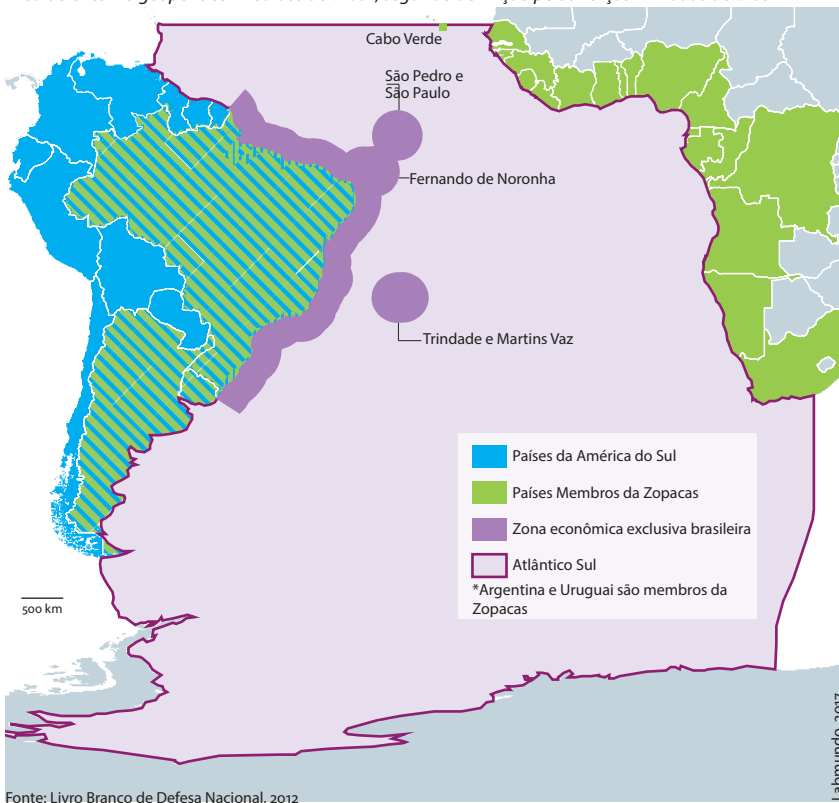 Cabo Verde
São Pedro e
São Paulo
Fernando de Noronha
Trindade e Martins Vaz
Países da América do Sul
Países Membros da Zopacas
Zona econômica exclusiva brasileira
Atlântico Sul
*Argentina e Uruguai são membros da
Zopacas
500 km
Fonte: Livro Branco de Defesa Nacional, 2012
Labmundo, 2017